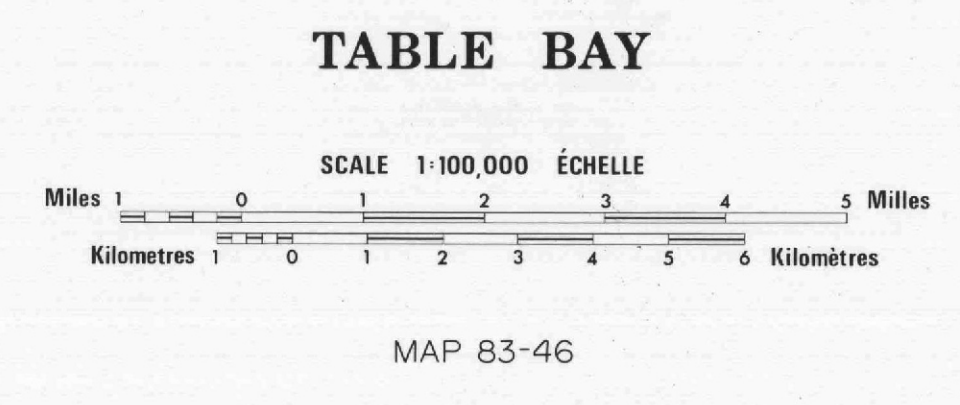 TABLE BAY
SCALE 1:100,000 ÉCHELLE
Miles 1 0 1 2 3 4 5 Milles
Kilometres 1 0 1 2 3 4 5 6 Kilomètres
MAP 83-46